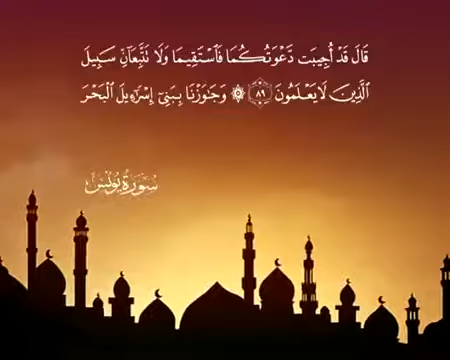 قَالَ قَدْ أُجِيبَت دَّعْوَتُكُمَا فَٱسْتَقِيمَا وَلَا تَتَّبِعَآنِّ سَبِيلَ
ٱلَّذِينَ لَا يَعْلَمُونَ ٨٩ ۞ وَجَٰوَزْنَا بِبَنِىٓ إِسْرَٰٓءِيلَ ٱلْبَحْرَ
سُورَةُ يُونُسَ